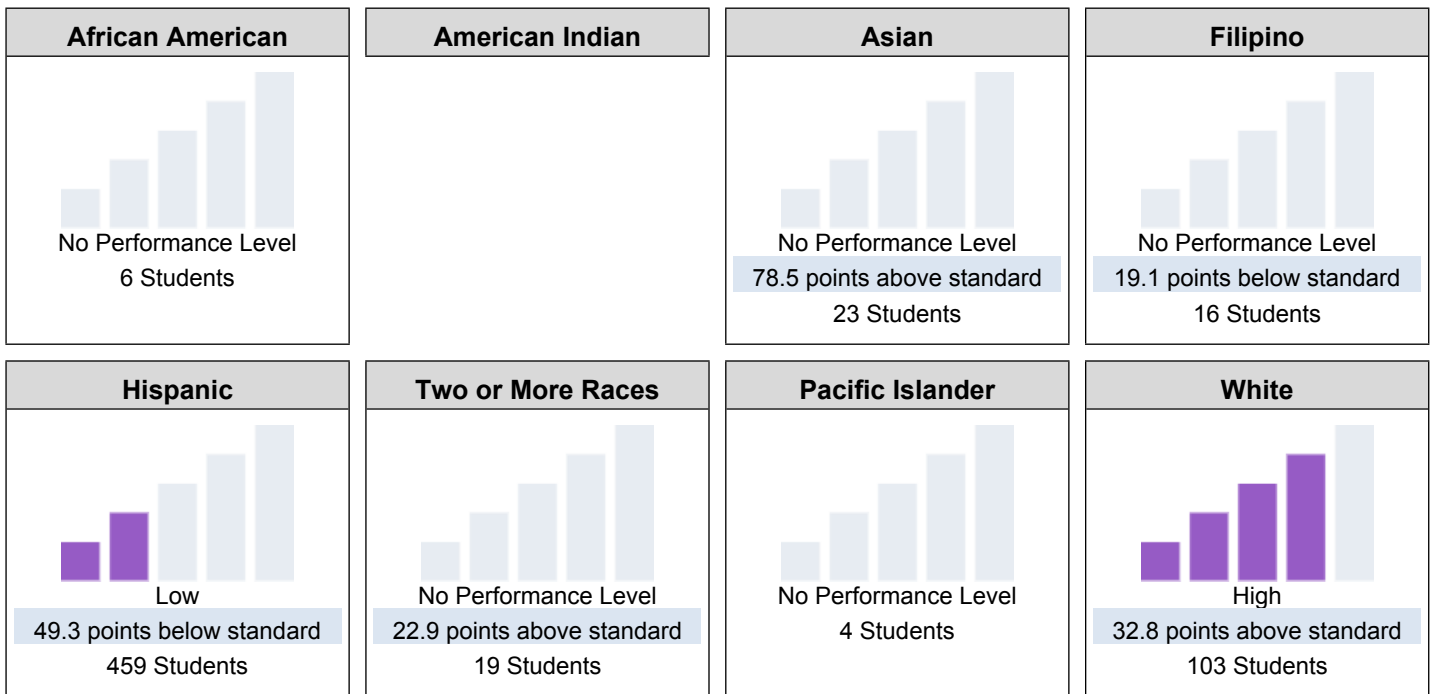 African American
No Performance Level
6 Students
American Indian
Asian
No Performance Level
78.5 points above standard
23 Students
Filipino
No Performance Level
19.1 points below standard
16 Students
Hispanic
Low
49.3 points below standard
459 Students
Two or More Races
No Performance Level
22.9 points above standard
19 Students
Pacific Islander
No Performance Level
4 Students
White
High
32.8 points above standard
103 Students